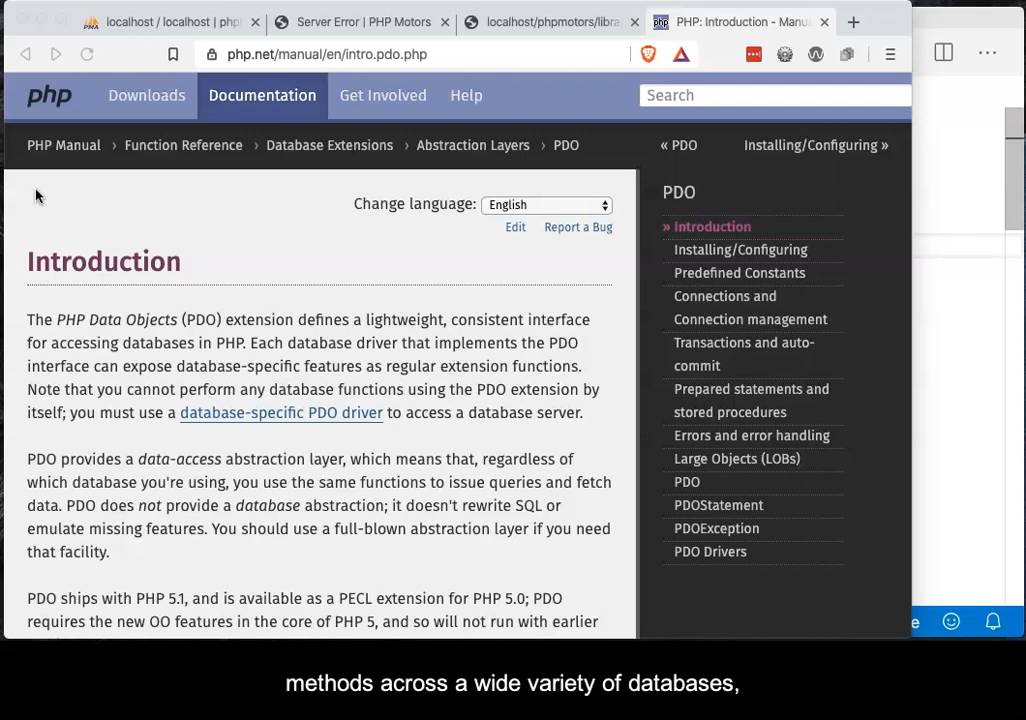 localhost / localhost | php
Server Error | PHP Motors
localhost/phpmotors/libra
PHP: Introduction - Manu
php.net/manual/en/intro.pdo.php
php
Downloads
Documentation
Get Involved
Help
Search
PHP Manual › Function Reference › Database Extensions › Abstraction Layers › PDO
« PDO
Installing/Configuring »
Change language: English
Edit
Report a Bug
Introduction
The PHP Data Objects (PDO) extension defines a lightweight, consistent interface
for accessing databases in PHP. Each database driver that implements the PDO
interface can expose database-specific features as regular extension functions.
Note that you cannot perform any database functions using the PDO extension by
itself; you must use a database-specific PDO driver to access a database server.
PDO provides a data-access abstraction layer, which means that, regardless of
which database you're using, you use the same functions to issue queries and fetch
data. PDO does not provide a database abstraction; it doesn't rewrite SQL or
emulate missing features. You should use a full-blown abstraction layer if you need
that facility.
PDO ships with PHP 5.1, and is available as a PECL extension for PHP 5.0; PDO
requires the new OO features in the core of PHP 5, and so will not run with earlier
PDO
» Introduction
Installing/Configuring
Predefined Constants
Connections and
Connection management
Transactions and auto-
commit
Prepared statements and
stored procedures
Errors and error handling
Large Objects (LOBs)
PDO
PDOStatement
PDOException
PDO Drivers
methods across a wide variety of databases,